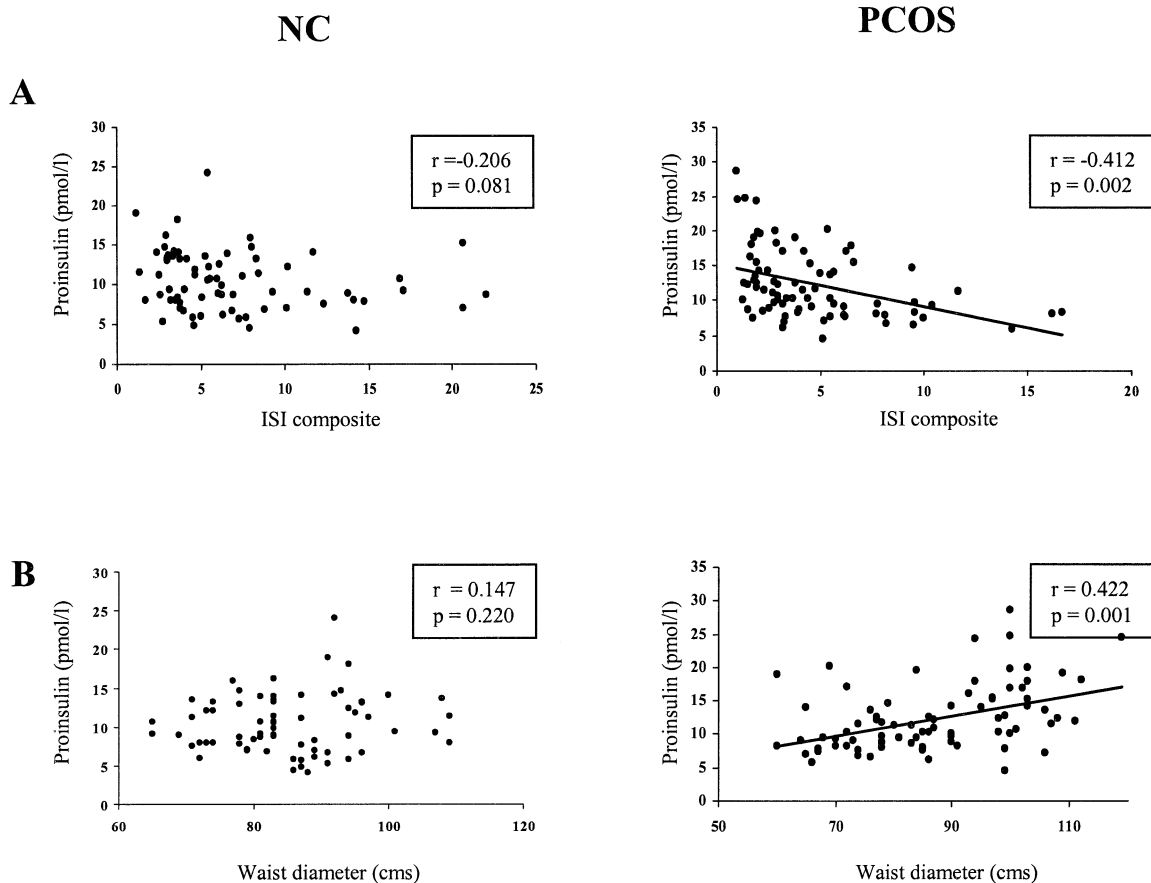 NC
PCOS
A
30
25
20
15
10
5
0
Proinsulin (pmol/l)
r =-0.206
p = 0.081
0 5 10 15 20 25
ISI composite
35
30
25
20
15
10
5
0
Proinsulin (pmol/l)
r = -0.412
p = 0.002
0 5 10 15 20
ISI composite
B
30
25
20
15
10
5
0
Proinsulin (pmol/l)
r = 0.147
p = 0.220
60 80 100 120
Waist diameter (cms)
35
30
25
20
15
10
5
0
Proinsulin (pmol/l)
r = 0.422
p = 0.001
50 70 90 110
Waist diameter (cms)